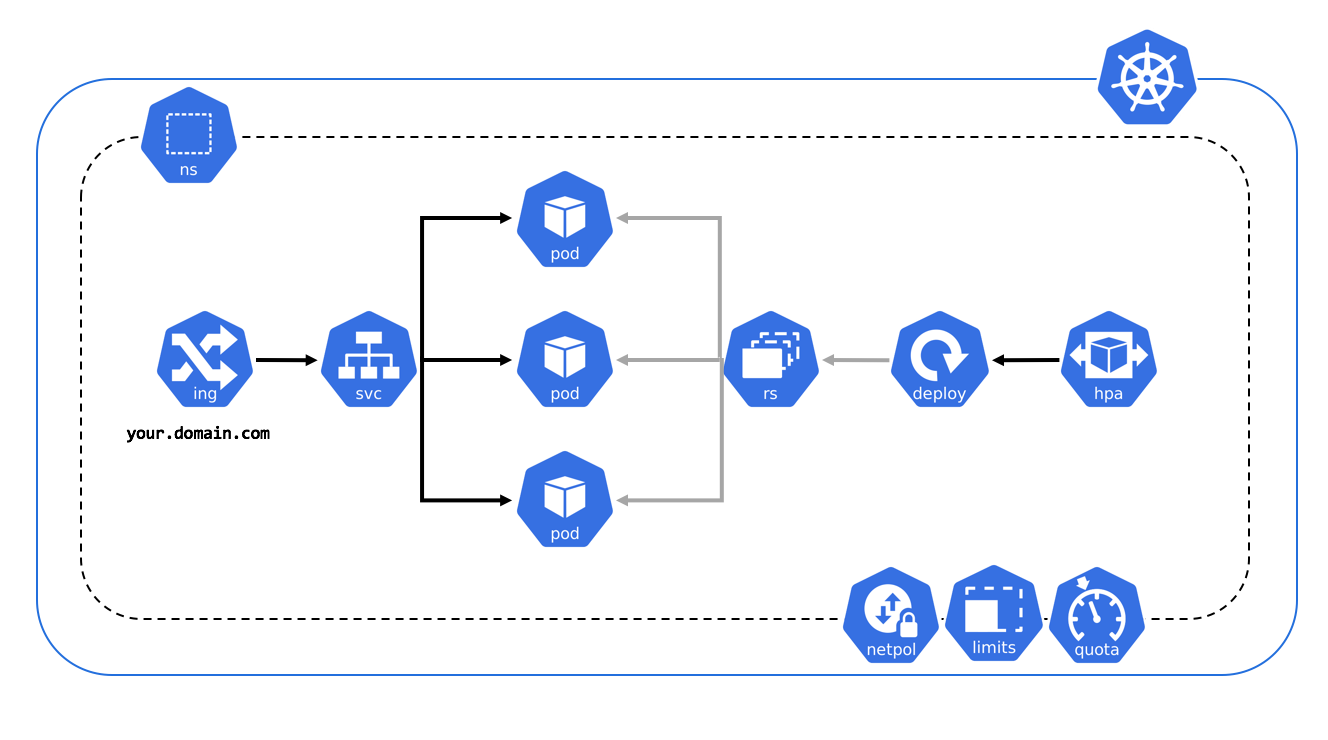 ns
pod
ing
svc
pod
rs
deploy
hpa
your.domain.com
pod
netpol
limits
quota